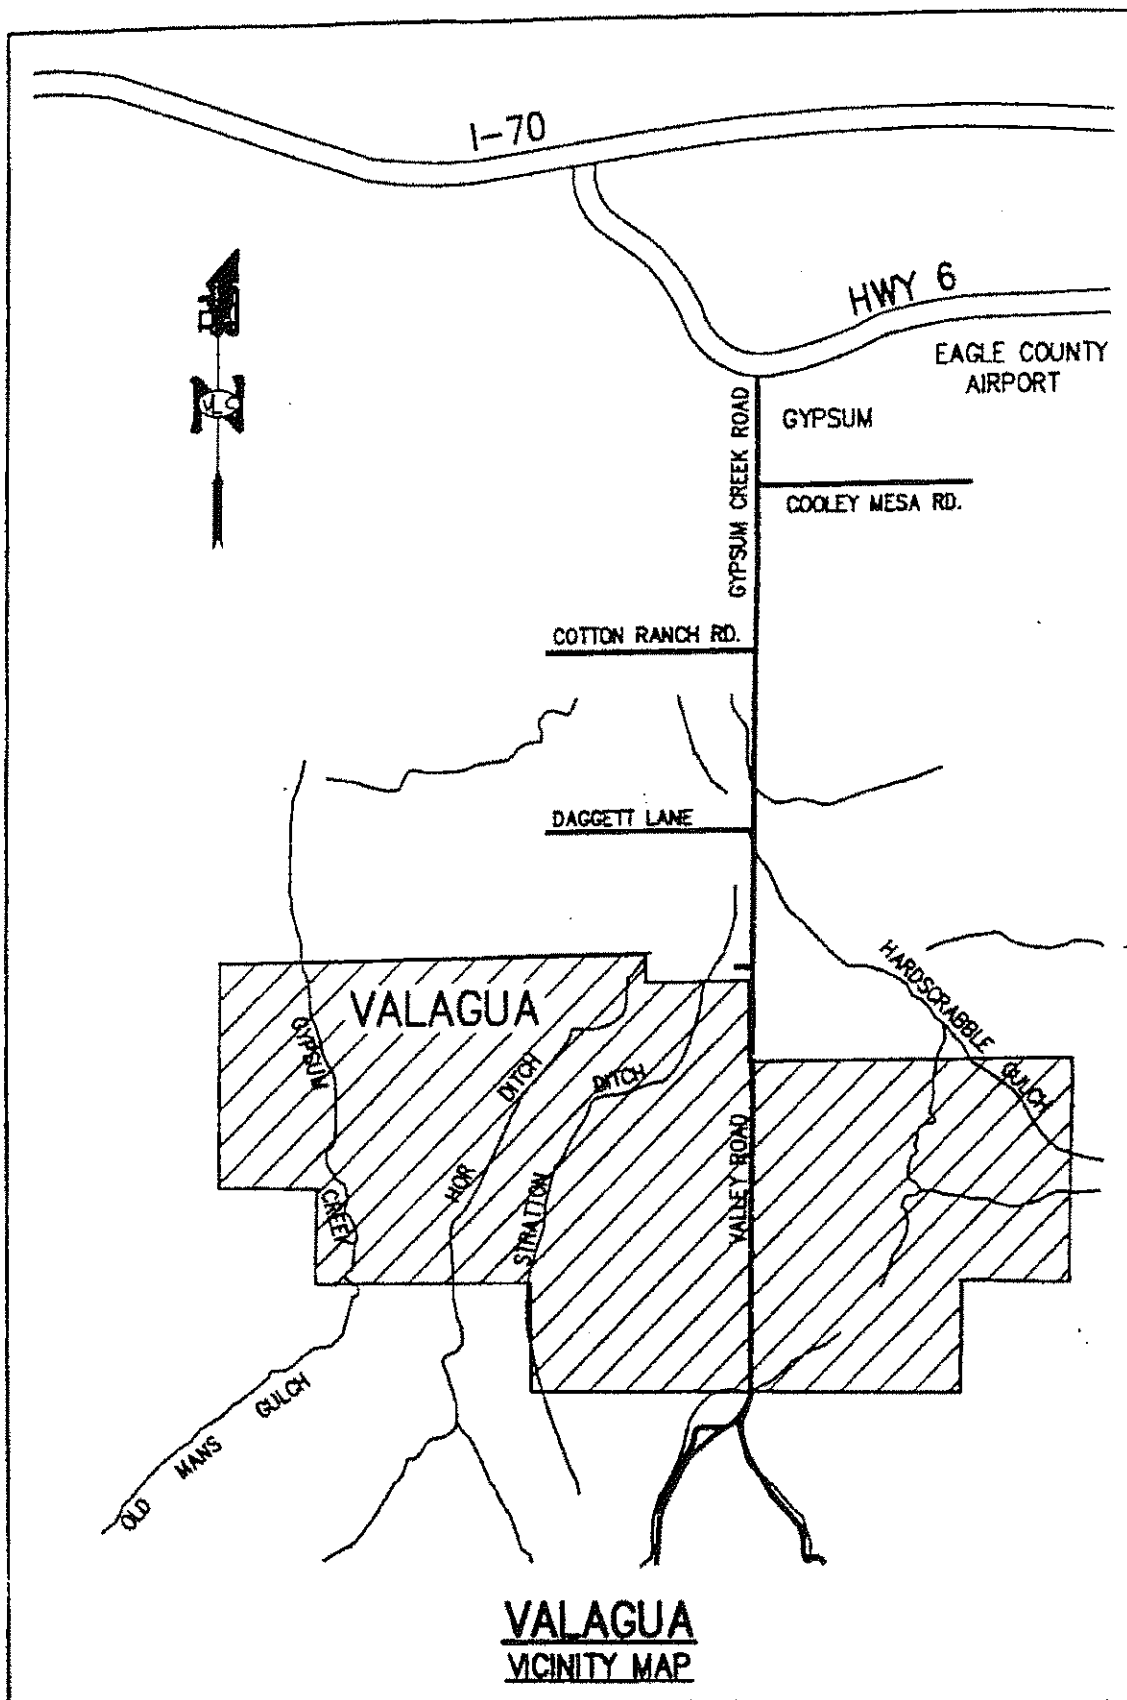 I-70
HWY 6
EAGLE COUNTY
AIRPORT
GYPSUM CREEK ROAD
GYPSUM
COOLEY MESA RD.
COTTON RANCH RD.
DAGGETT LANE
HARDSCRABBLE GULCH
VALAGUA
GYPSUM CREEK
HOR DITCH
STRATTON DITCH
VALLEY ROAD
OLD MANS GULCH
VALAGUA
VICINITY MAP